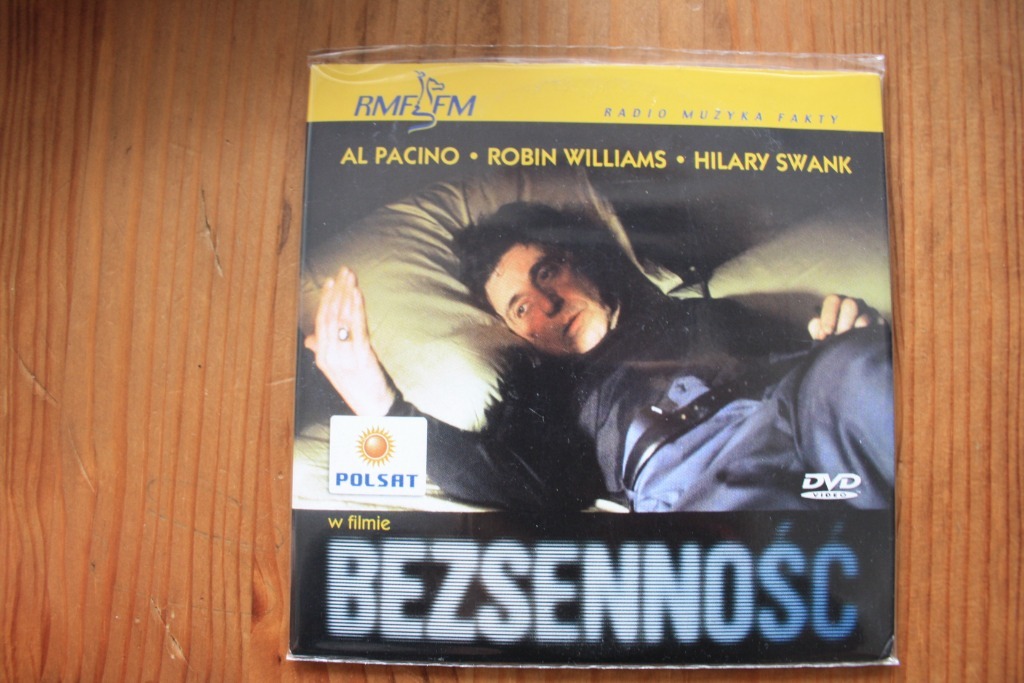 RMF FM
RADIO MUZYKA FAKTY
AL PACINO • ROBIN WILLIAMS • HILARY SWANK
POLSAT
DVD
VIDEO
w filmie
BEZSENNOŚĆ